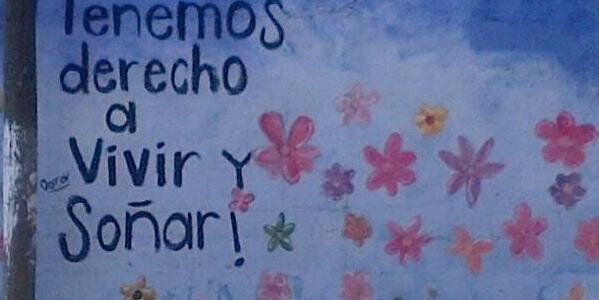 Tenemos
derecho
a
Vivir Y
Soñar!